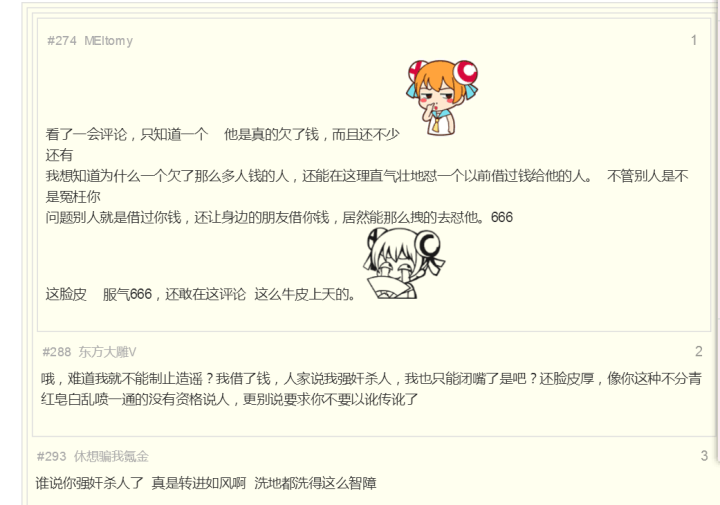 #274 MEltomy 1
看了一会评论，只知道一个 他是真的欠了钱，而且还不少
还有
我想知道为什么一个欠了那么多人钱的人，还能在这理直气壮地怼一个以前借过钱给他的人。 不管别人是不
是冤枉你
问题别人就是借过你钱，还让身边的朋友借你钱，居然能那么拽的去怼他。666
这脸皮 服气666，还敢在这评论 这么牛皮上天的。
#288 东方大雕V 2
哦，难道我就不能制止造谣？我借了钱，人家说我强奸杀人，我也只能闭嘴了是吧？还脸皮厚，像你这种不分青
红皂白乱喷一通的没有资格说人，更别说要求你不要以讹传讹了
#293 休想骗我氪金 3
谁说你强奸杀人了 真是转进如风啊 洗地都洗得这么智障